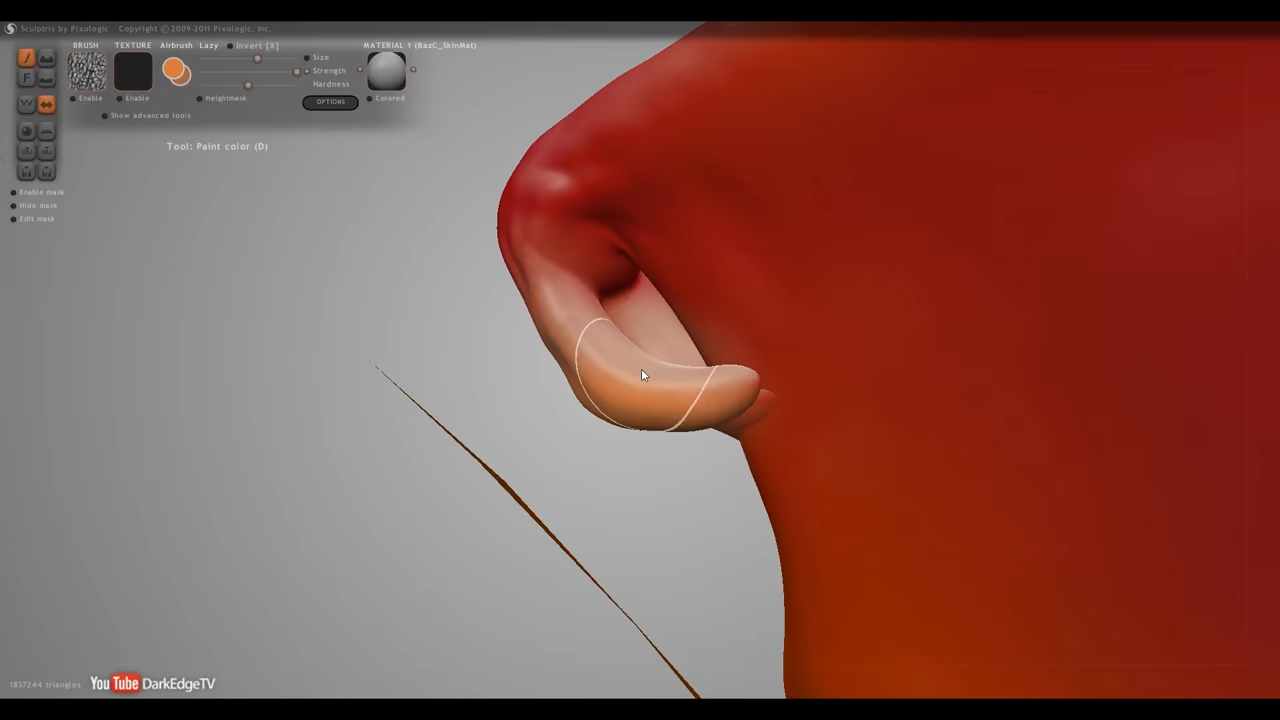 Sculptris by Pixologic Copyright © 2009-2011 Pixologic, Inc.
BRUSH TEXTURE Airbrush Lazy Invert [X] MATERIAL 1 (BazC_SkinMat)
Size
Strength
Hardness
Enable Enable Heightmask OPTIONS Colored
Show advanced tools
Tool: Paint color (D)
Enable mask
Hide mask
Edit mask
1837244 triangles
YouTube DarkEdgeTV